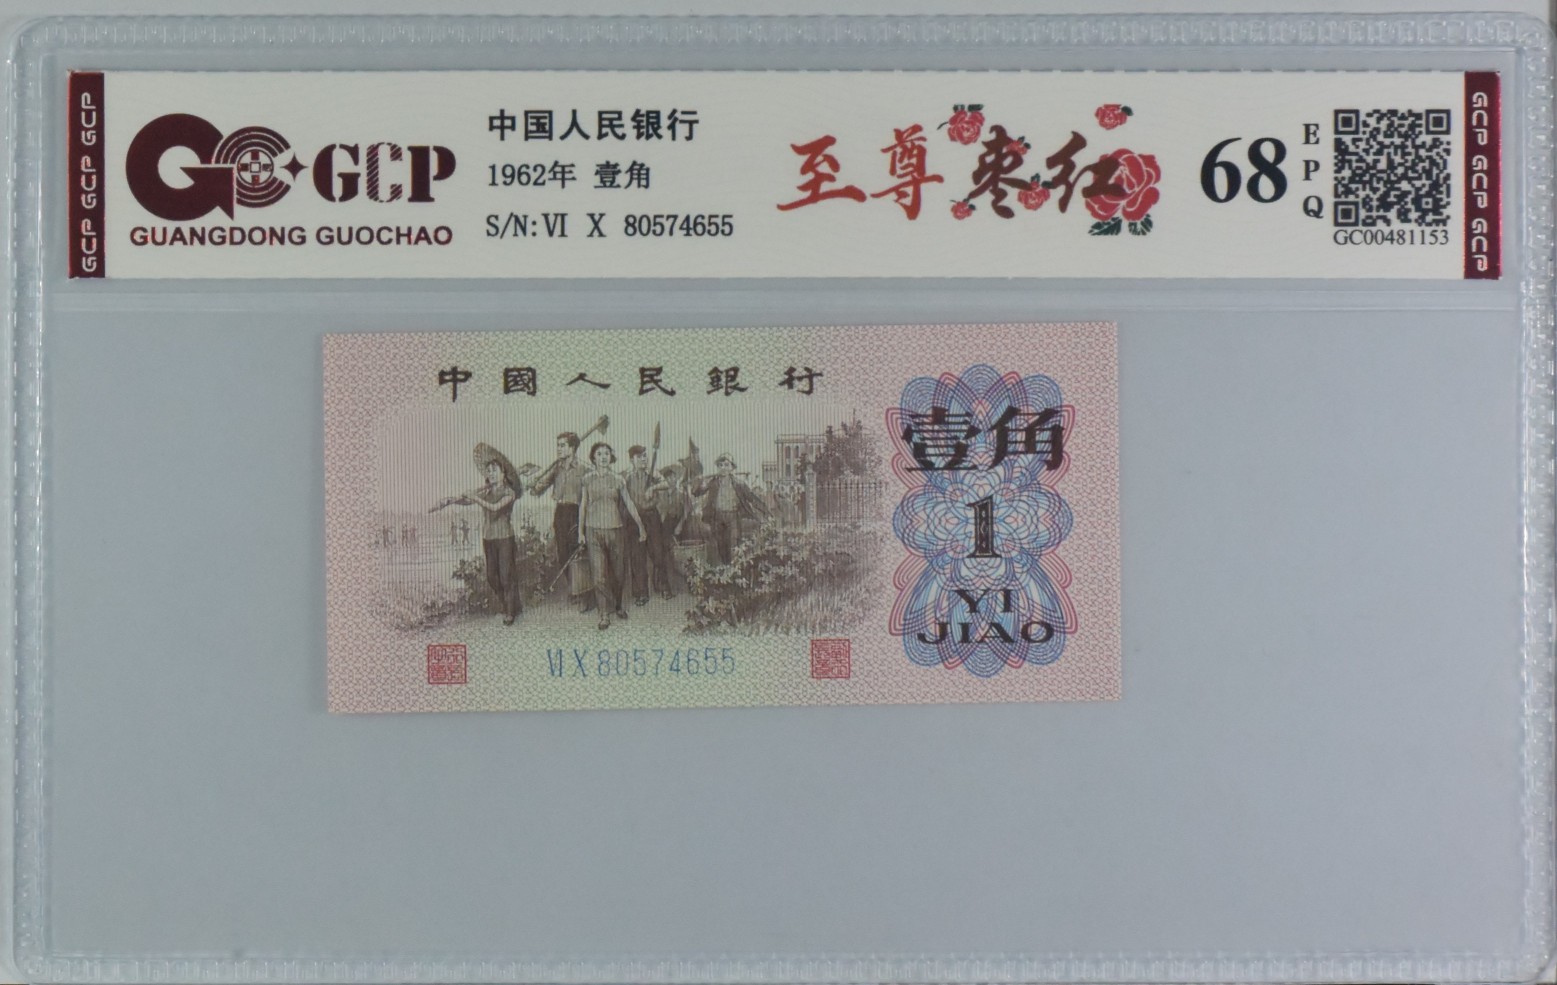 GCP GCP GCP
GCP
GUANGDONG GUOCHAO
中国人民银行
1962年 壹角
S/N: VI X 80574655
至尊枣红
68
EPQ
GC00481153
GCP GCP GCP
中國人民銀行
壹角
1
YI
JIAO
VI X 80574655